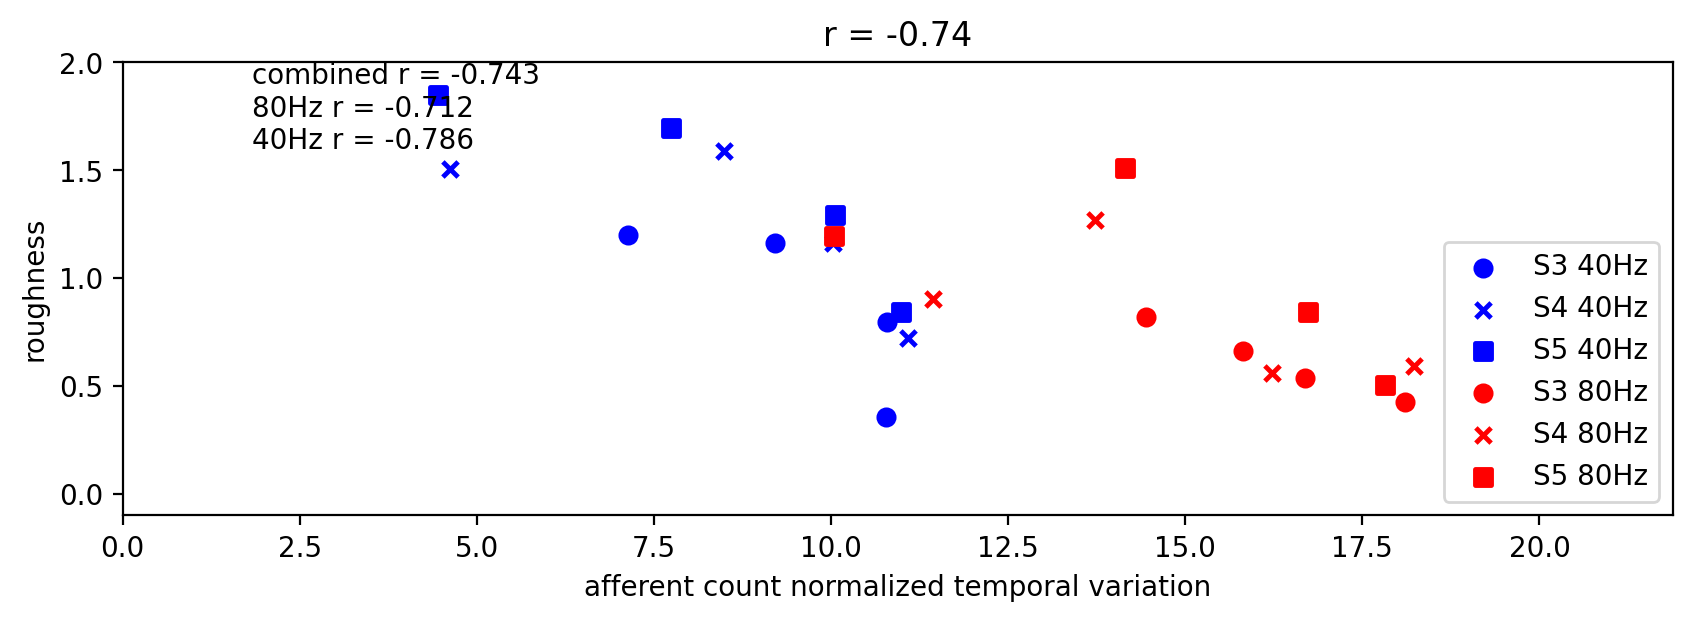 r = -0.74
combined r = -0.743
80Hz r = -0.712
40Hz r = -0.786
2.0
1.5
1.0
0.5
0.0
roughness
S3 40Hz
S4 40Hz
S5 40Hz
S3 80Hz
S4 80Hz
S5 80Hz
0.0 2.5 5.0 7.5 10.0 12.5 15.0 17.5 20.0
afferent count normalized temporal variation